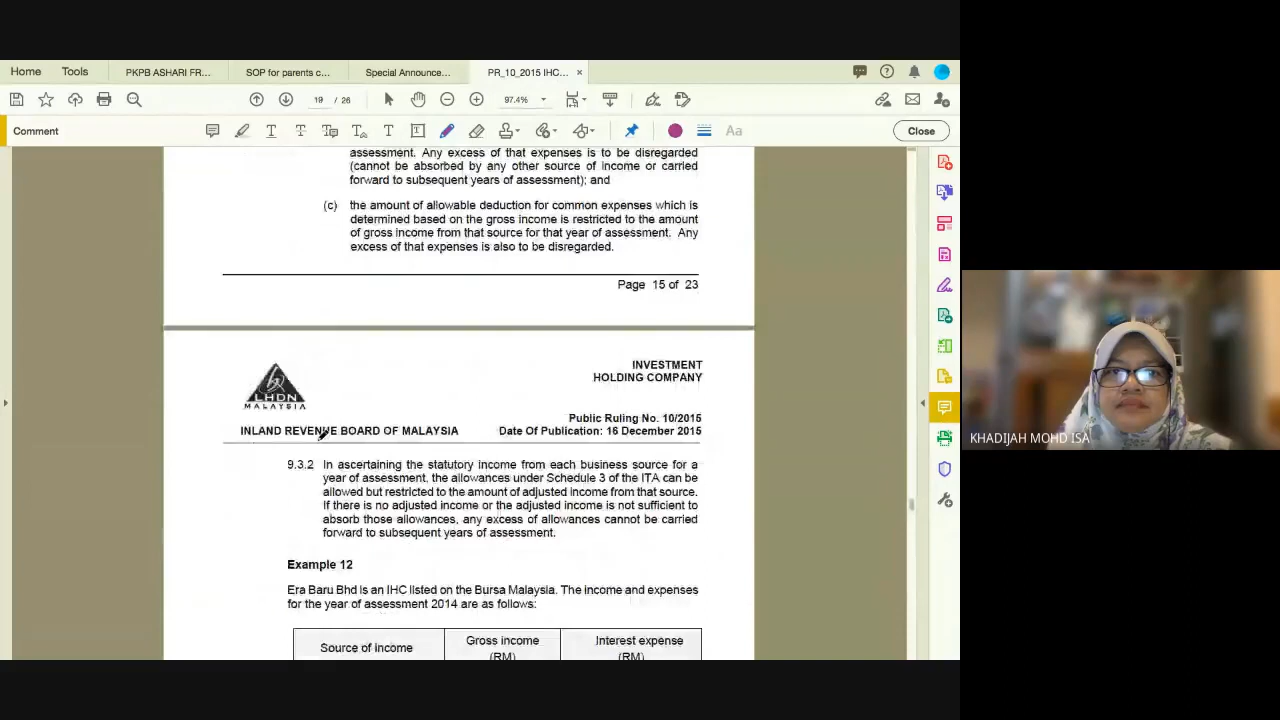 Home Tools PKPB ASHARI FR... SOP for parents c... Special Announce... PR_10_2015 IHC... ×
19 / 26 97.4%
Comment Aa Close
assessment. Any excess of that expenses is to be disregarded
(cannot be absorbed by any other source of income or carried
forward to subsequent years of assessment); and
(c) the amount of allowable deduction for common expenses which is
determined based on the gross income is restricted to the amount
of gross income from that source for that year of assessment. Any
excess of that expenses is also to be disregarded.
Page 15 of 23
INVESTMENT
HOLDING COMPANY
LHDN
MALAYSIA
Public Ruling No. 10/2015
INLAND REVENUE BOARD OF MALAYSIA Date Of Publication: 16 December 2015
KHADIJAH MOHD ISA
9.3.2 In ascertaining the statutory income from each business source for a
year of assessment, the allowances under Schedule 3 of the ITA can be
allowed but restricted to the amount of adjusted income from that source.
If there is no adjusted income or the adjusted income is not sufficient to
absorb those allowances, any excess of allowances cannot be carried
forward to subsequent years of assessment.
Example 12
Era Baru Bhd is an IHC listed on the Bursa Malaysia. The income and expenses
for the year of assessment 2014 are as follows:
Source of income Gross income Interest expense
(RM) (RM)